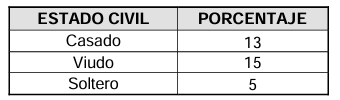 ESTADO CIVIL PORCENTAJE
Casado 13
Viudo 15
Soltero 5